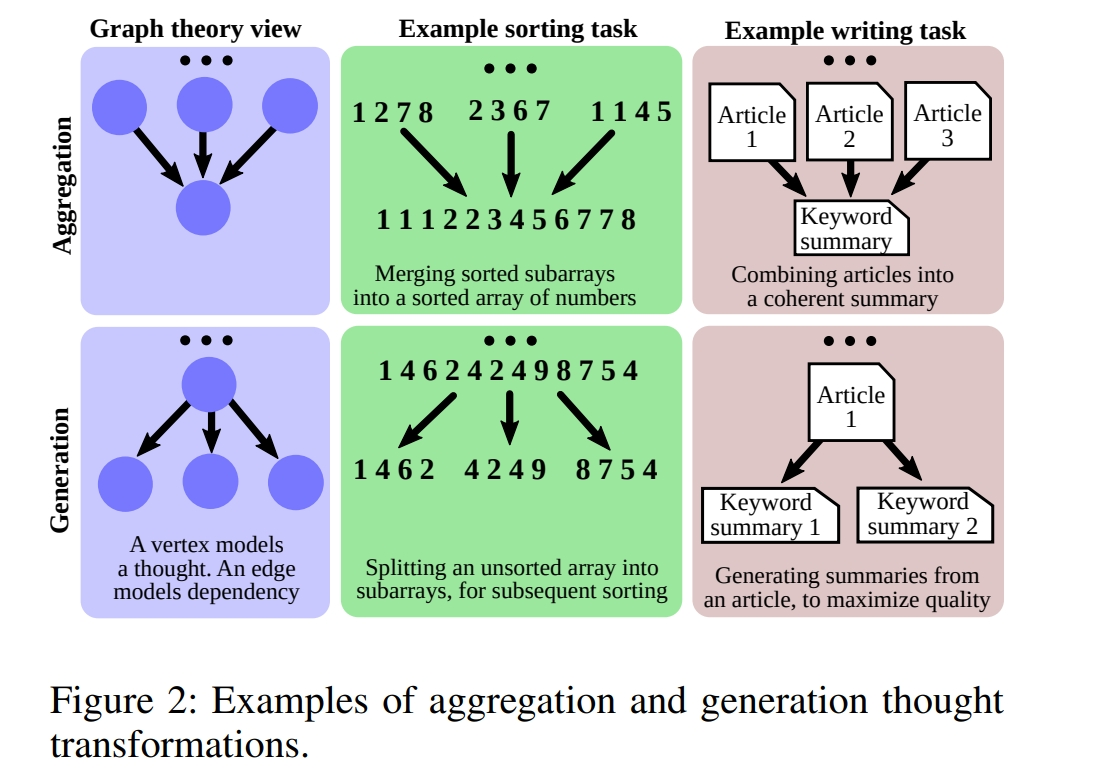 Graph theory view
Example sorting task
Example writing task
Aggregation
1 2 7 8
2 3 6 7
1 1 4 5
1 1 1 2 2 3 4 5 6 7 7 8
Merging sorted subarrays
into a sorted array of numbers
Article
1
Article
2
Article
3
Keyword
summary
Combining articles into
a coherent summary
Generation
A vertex models
a thought. An edge
models dependency
1 4 6 2 4 2 4 9 8 7 5 4
1 4 6 2
4 2 4 9
8 7 5 4
Splitting an unsorted array into
subarrays, for subsequent sorting
Article
1
Keyword
summary 1
Keyword
summary 2
Generating summaries from
an article, to maximize quality
Figure 2: Examples of aggregation and generation thought
transformations.